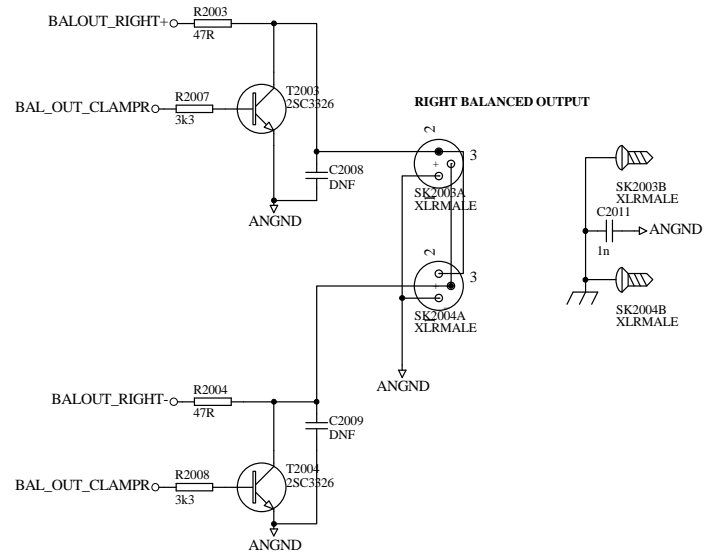 R2003
BALOUT_RIGHT+
47R
T2003
2SC3326
R2007
BAL_OUT_CLAMPR
3k3
C2008
DNF
ANGND
RIGHT BALANCED OUTPUT
2
3
+
1
SK2003A
XLRMALE
2
3
+
1
SK2004A
XLRMALE
ANGND
SK2003B
XLRMALE
C2011
ANGND
1n
SK2004B
XLRMALE
R2004
BALOUT_RIGHT-
47R
C2009
DNF
T2004
2SC3326
R2008
BAL_OUT_CLAMPR
3k3
ANGND